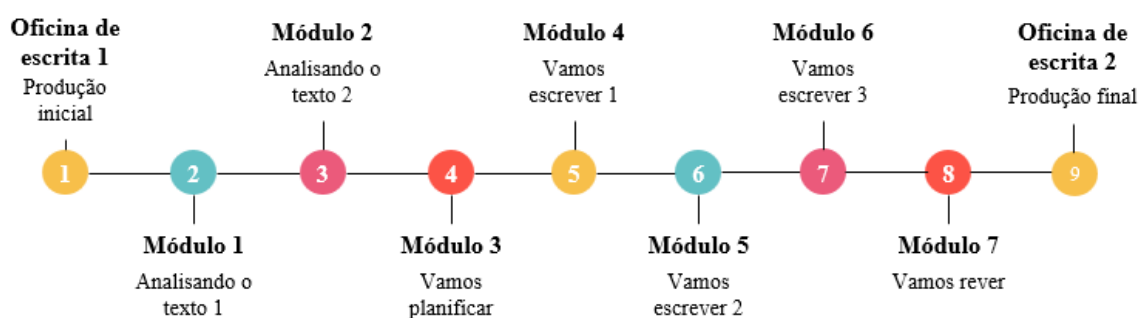 Oficina de
escrita 1
Produção
inicial
1
Módulo 1
Analisando o
texto 1
2
Módulo 2
Analisando o
texto 2
3
Módulo 3
Vamos
planificar
4
Módulo 4
Vamos
escrever 1
5
Módulo 5
Vamos
escrever 2
6
Módulo 6
Vamos
escrever 3
7
Módulo 7
Vamos rever
8
Oficina de
escrita 2
Produção final
9